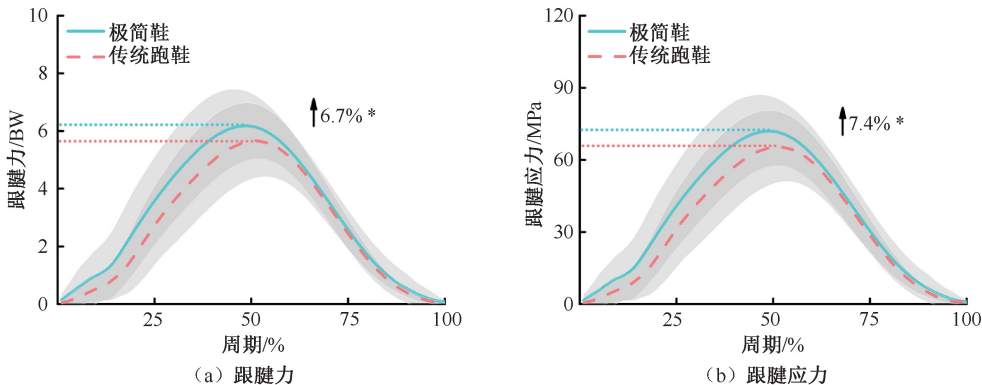 10
8
6
4
2
0
跟腱力/BW
极简鞋
传统跑鞋
6.7% *
25
50
75
100
周期/%
（a）跟腱力
120
90
60
30
0
跟腱应力/MPa
极简鞋
传统跑鞋
7.4% *
25
50
75
100
周期/%
（b）跟腱应力